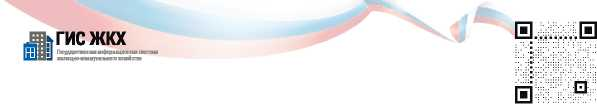 ГИС ЖКХ
Государственная информационная система
жилищно-коммунального хозяйства